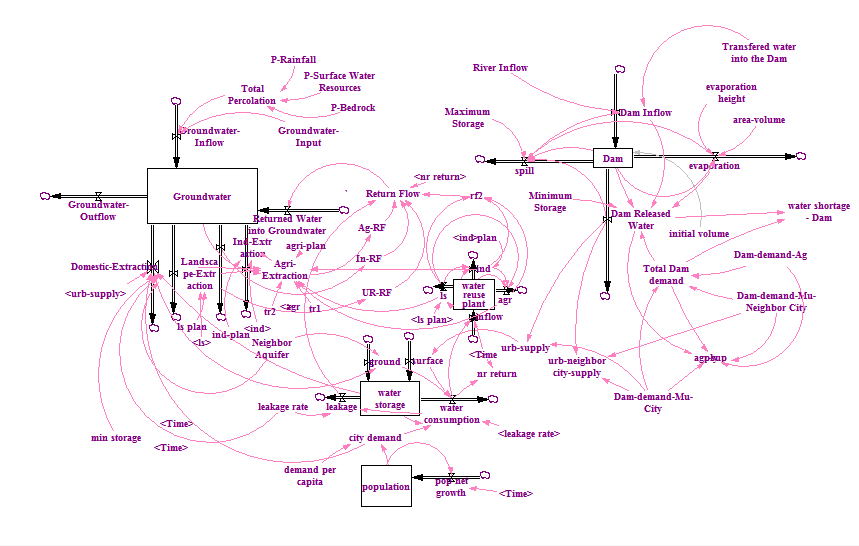 Transfered water
into the Dam
P-Rainfall
River Inflow
P-Surface Water
Resources
Total
Percolation
evaporation
height
P-Bedrock
Maximum
Storage
Dam Inflow
area-volume
Groundwater-
Inflow
Groundwater-
Input
Dam
spill
evaporation
<nr return>
Groundwater
Return Flow
rf2
Minimum
Storage
Groundwater-
Outflow
Returned Water
into Groundwater
Dam Released
Water
water shortage
- Dam
initial volume
Ag-RF
Ind-Extr
action
agri-plan
<ind>plan
Dam-demand-Ag
Domestic-Extraction
Landsca
pe-Extr
action
Agri-
Extraction
In-RF
ind
Total Dam
demand
<urb-supply>
UR-RF
ls
water
reuse
plant
agr
Dam-demand-Mu-
Neighbor City
tr2
<agr
tr1
<ls plan>
inflow
ls plan
ind-plan
<ind>
<ls>
Neighbor
Aquifer
ground
surface
<Time
urb-supply
urb-neighbor
city-supply
nr return
water
storage
Dam-demand-Mu-
City
leakage rate
leakage
water
consumption
<Time>
min storage
<Time>
city demand
<leakage rate>
demand per
capita
population
pop-net
growth
<Time>